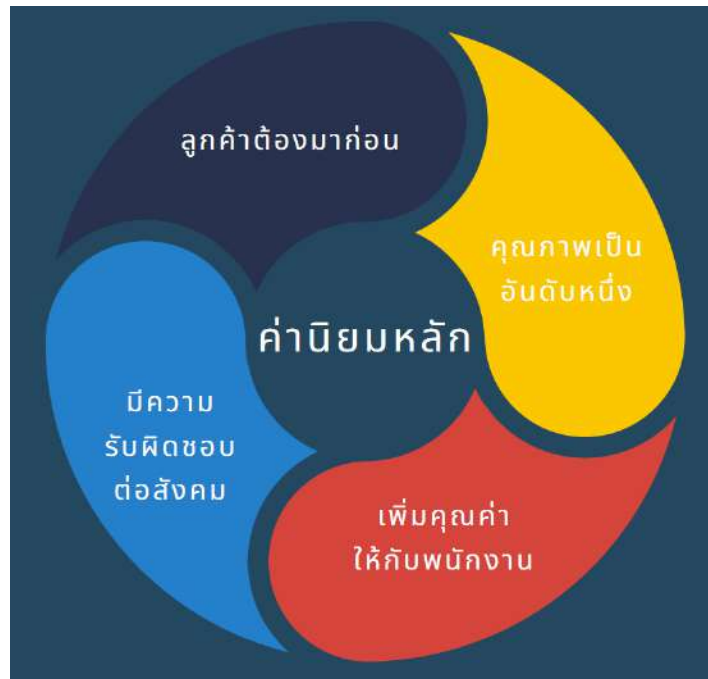 ลูกค้าต้องมาก่อน
คุณภาพเป็น
อันดับหนึ่ง
ค่านิยมหลัก
มีความ
รับผิดชอบ
ต่อสังคม
เพิ่มคุณค่า
ให้กับพนักงาน